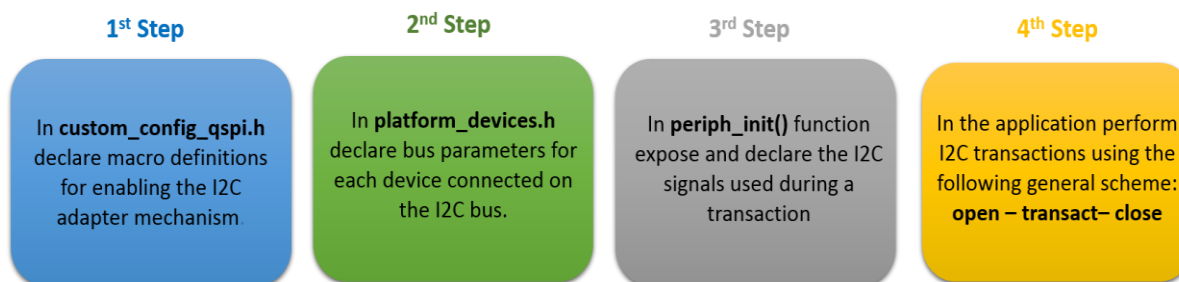 1st Step
In custom_config_qspi.h
declare macro definitions
for enabling the I2C
adapter mechanism.
2nd Step
In platform_devices.h
declare bus parameters for
each device connected on
the I2C bus.
3rd Step
In periph_init() function
expose and declare the I2C
signals used during a
transaction
4th Step
In the application perform
I2C transactions using the
following general scheme:
open – transact– close